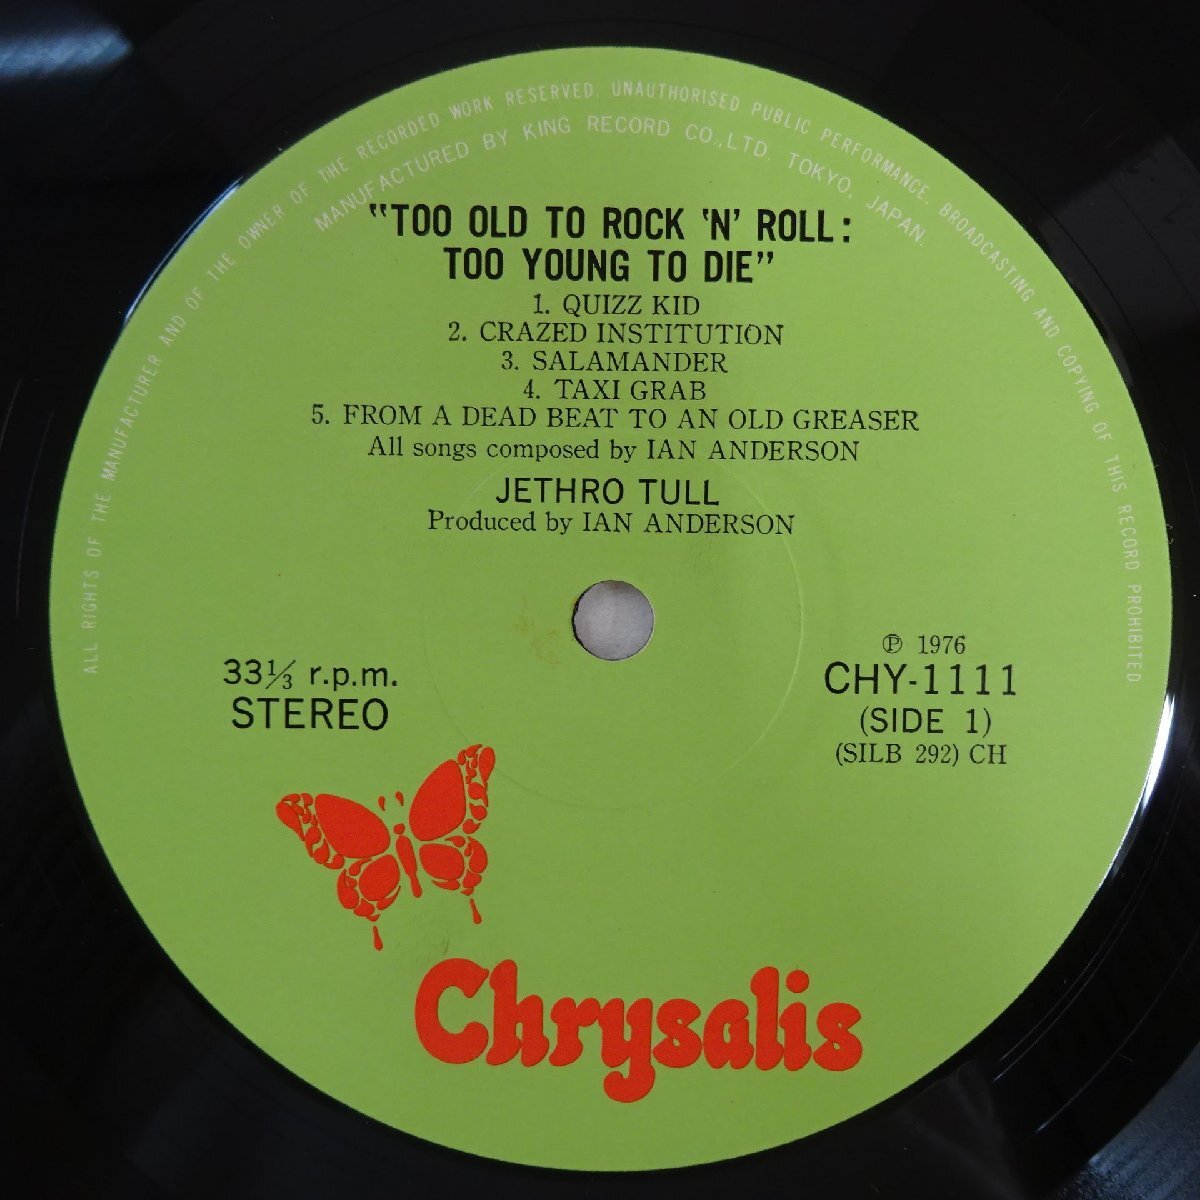 ALL RIGHTS OF THE MANUFACTURER AND OF THE OWNER OF THE RECORDED WORK RESERVED. UNAUTHORISED PUBLIC PERFORMANCE, BROADCASTING AND COPYING OF THIS RECORD PROHIBITED.
MANUFACTURED BY KING RECORD CO., LTD. TOKYO, JAPAN.
"TOO OLD TO ROCK 'N' ROLL:
TOO YOUNG TO DIE"
1. QUIZZ KID
2. CRAZED INSTITUTION
3. SALAMANDER
4. TAXI GRAB
5. FROM A DEAD BEAT TO AN OLD GREASER
All songs composed by IAN ANDERSON
JETHRO TULL
Produced by IAN ANDERSON
33⅓ r.p.m.
STEREO
℗ 1976
CHY-1111
(SIDE 1)
(SILB 292) CH
Chrysalis